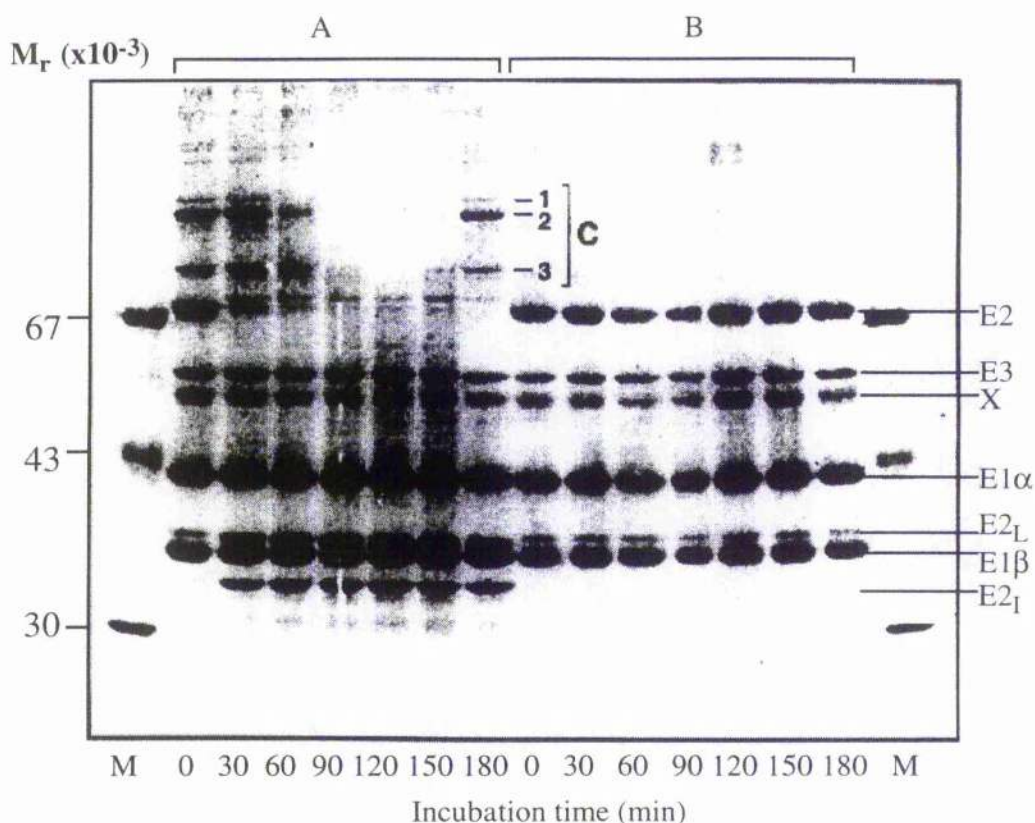 A B
Mr (x10-3)
1
2
C
3
67
E2
E3
X
43
E1α
E2L
E1β
E2I
30
M 0 30 60 90 120 150 180 0 30 60 90 120 150 180 M
Incubation time (min)